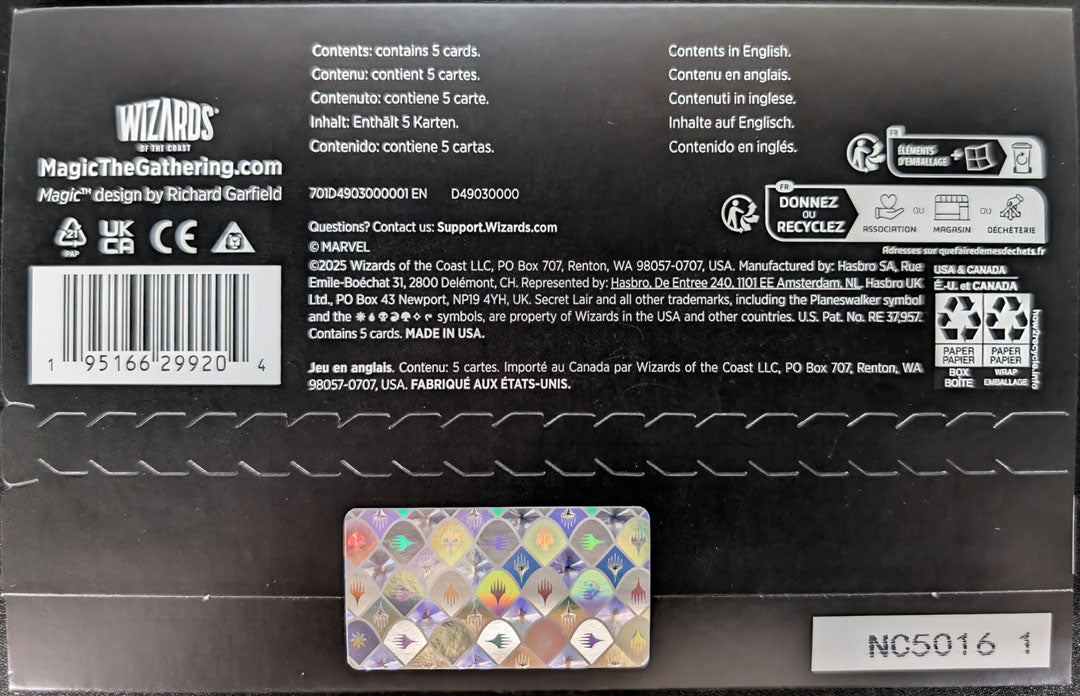 Contents: contains 5 cards.
Contenu: contient 5 cartes.
Contenuto: contiene 5 carte.
Inhalt: Enthält 5 Karten.
Contenido: contiene 5 cartas.
Contents in English.
Contenu en anglais.
Contenuti in inglese.
Inhalte auf Englisch.
Contenido en inglés.
WIZARDS®
OF THE COAST
MagicTheGathering.com
Magic™ design by Richard Garfield
21
PAP
UK
CA
CE
1 95166 29920 4
701D4903000001 EN D49030000
Questions? Contact us: Support.Wizards.com
© MARVEL
©2025 Wizards of the Coast LLC, PO Box 707, Renton, WA 98057-0707, USA. Manufactured by: Hasbro SA, Rue
Emile-Boéchat 31, 2800 Delémont, CH. Represented by: Hasbro, De Entree 240, 1101 EE Amsterdam, NL. Hasbro UK
Ltd., PO Box 43 Newport, NP19 4YH, UK. Secret Lair and all other trademarks, including the Planeswalker symbol
and the symbols, are property of Wizards in the USA and other countries. U.S. Pat. No. RE 37,957.
Contains 5 cards. MADE IN USA.
Jeu en anglais. Contenu: 5 cartes. Importé au Canada par Wizards of the Coast LLC, PO Box 707, Renton, WA
98057-0707, USA. FABRIQUÉ AUX ÉTATS-UNIS.
FR
ÉLÉMENTS
D'EMBALLAGE +
FR
DONNEZ
OU
RECYCLEZ
ASSOCIATION
OU
MAGASIN
OU
DÉCHÈTERIE
Adresses sur quefairedemesdechets.fr
USA & CANADA
É.-U. et CANADA
PAPER
PAPIER
BOX
BOÎTE
PAPER
PAPIER
WRAP
EMBALLAGE
how2recycle.info
NC5016 1